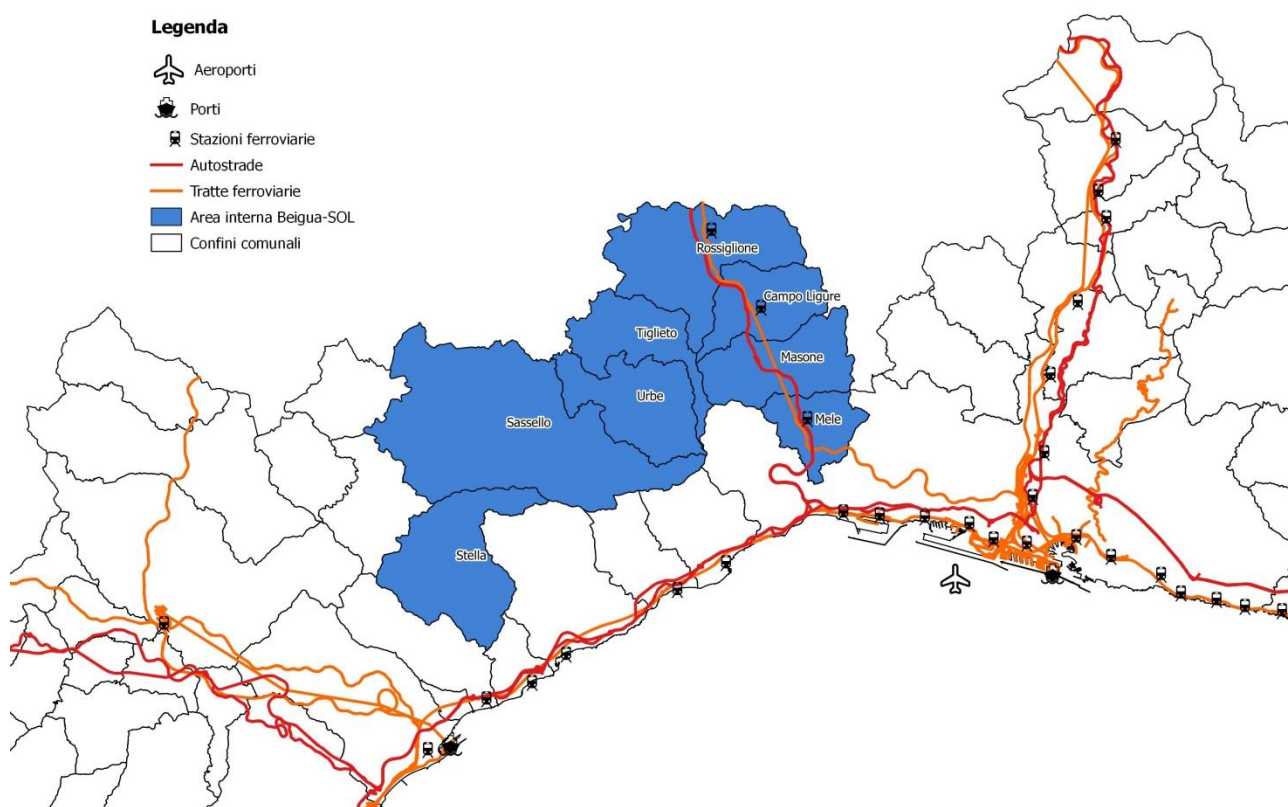 Legenda
Aeroporti
Porti
Stazioni ferroviarie
Autostrade
Tratte ferroviarie
Area interna Beigua-SOL
Confini comunali
Rossiglione
Campo Ligure
Tiglieto
Masone
Urbe
Sassello
Mele
Stella